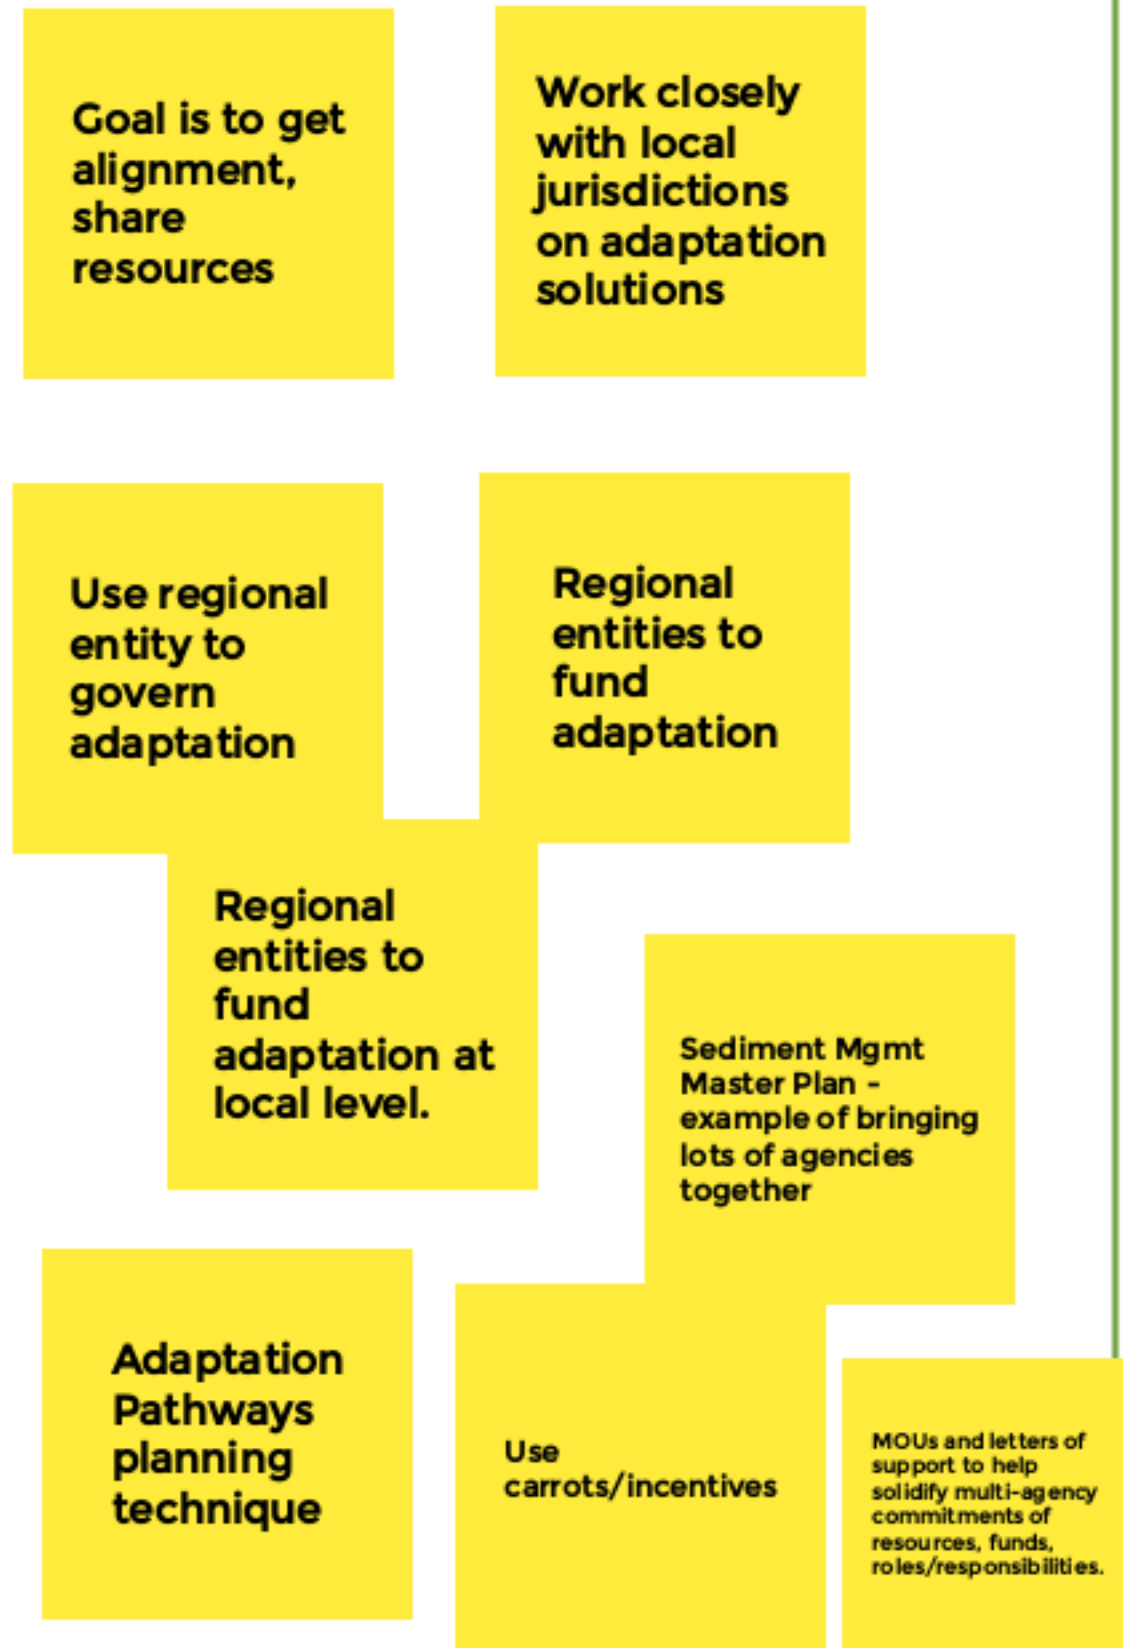 Goal is to get
alignment,
share
resources
Work closely
with local
jurisdictions
on adaptation
solutions
Use regional
entity to
govern
adaptation
Regional
entities to
fund
adaptation
Regional
entities to
fund
adaptation at
local level.
Sediment Mgmt
Master Plan -
example of bringing
lots of agencies
together
Adaptation
Pathways
planning
technique
Use
carrots/incentives
MOUs and letters of
support to help
solidify multi-agency
commitments of
resources, funds,
roles/responsibilities.